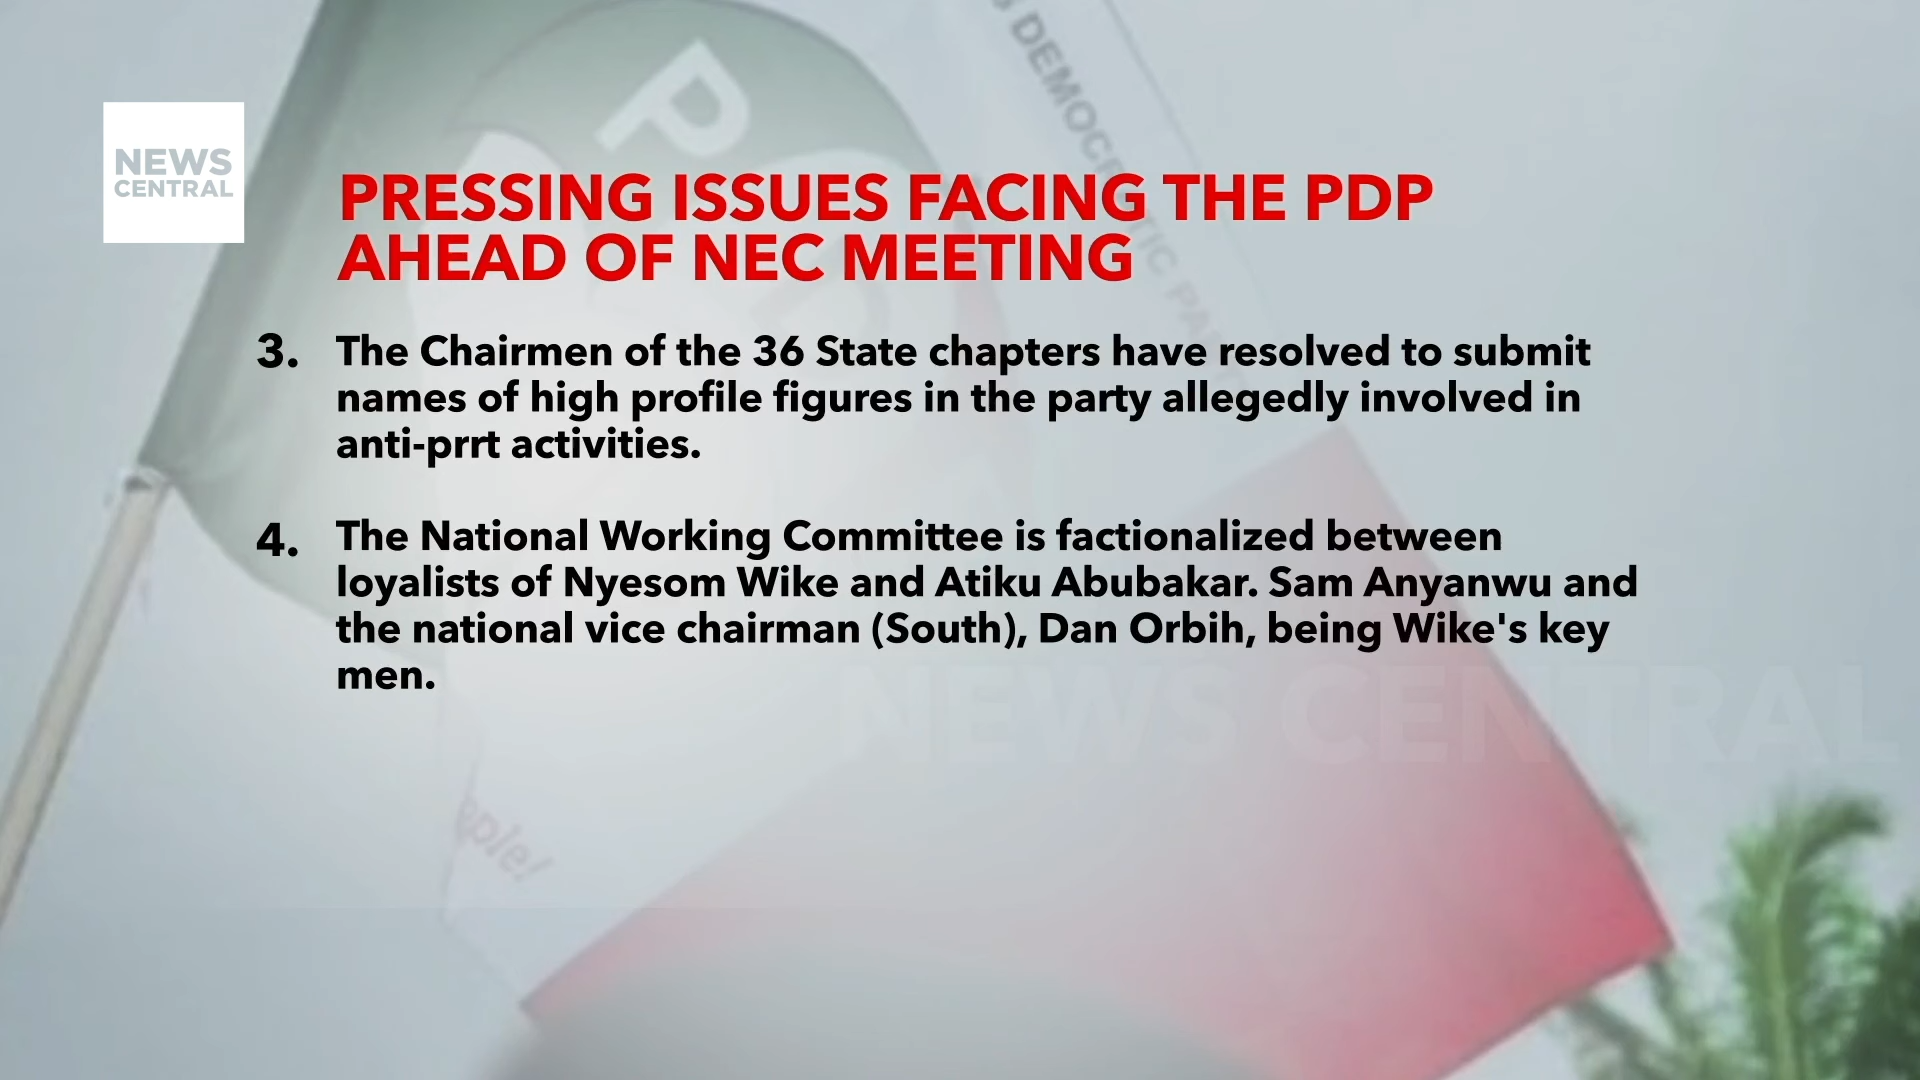 NEWS
CENTRAL
PRESSING ISSUES FACING THE PDP
AHEAD OF NEC MEETING
3. The Chairmen of the 36 State chapters have resolved to submit
names of high profile figures in the party allegedly involved in
anti-prrt activities.
4. The National Working Committee is factionalized between
loyalists of Nyesom Wike and Atiku Abubakar. Sam Anyanwu and
the national vice chairman (South), Dan Orbih, being Wike's key
men.
NEWS CENTRAL
P
DEMOCRATIC